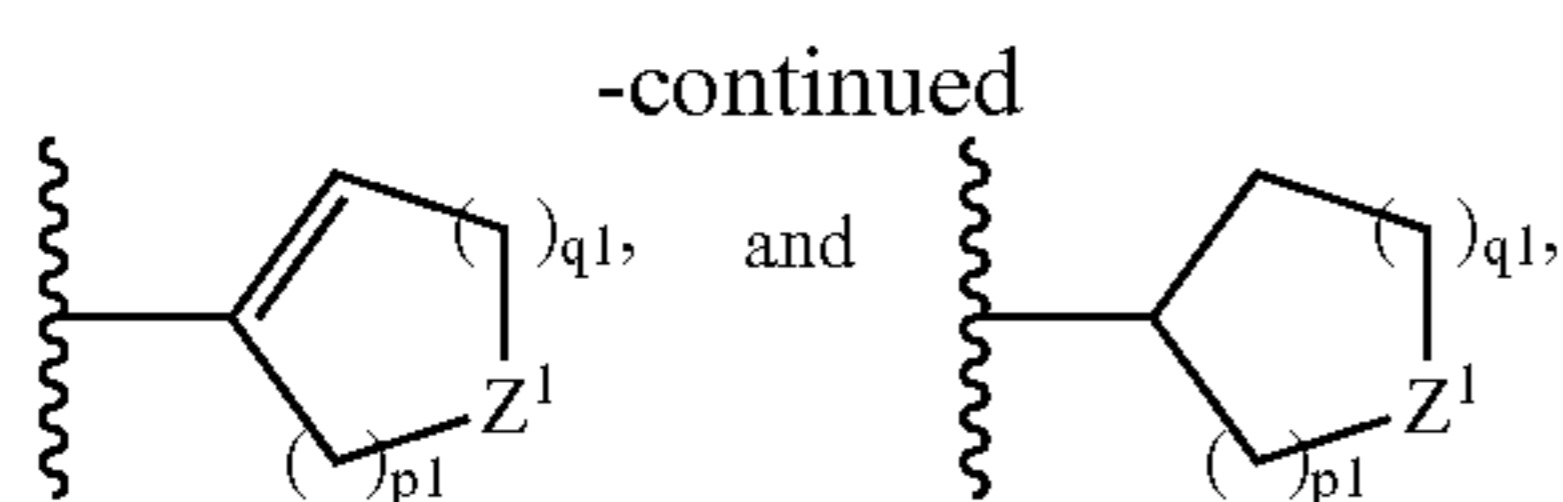 -continued
( )q1, and ( )q1,
Z1 Z1
( )p1 ( )p1